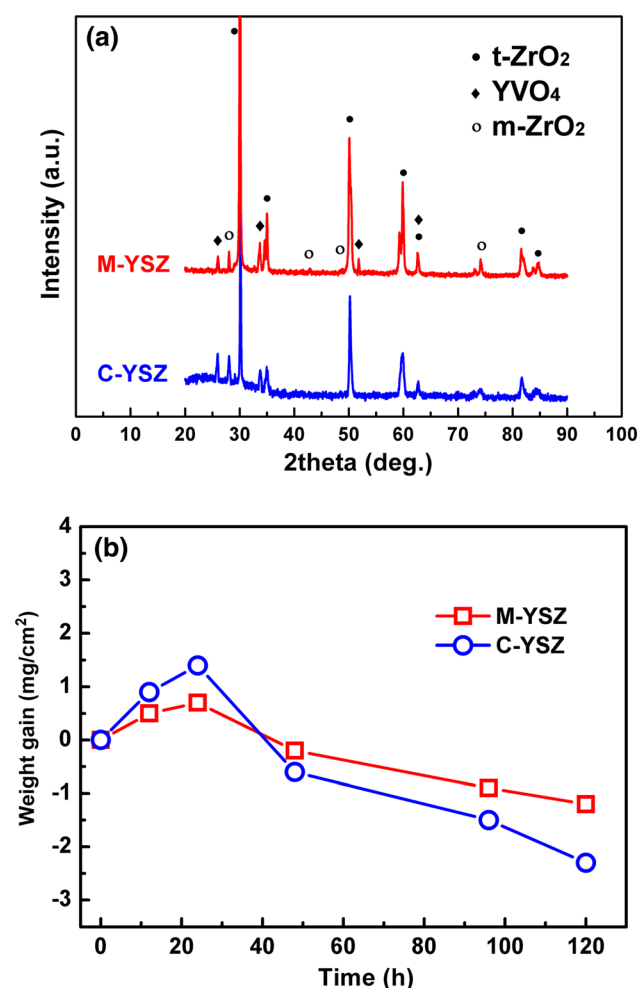 (a)
● t-ZrO₂
♦ YVO₄
○ m-ZrO₂
Intensity (a.u.)
M-YSZ
C-YSZ
0 10 20 30 40 50 60 70 80 90 100
2theta (deg.)
(b)
4
3
2
1
0
-1
-2
-3
Weight gain (mg/cm²)
M-YSZ
C-YSZ
0 20 40 60 80 100 120
Time (h)